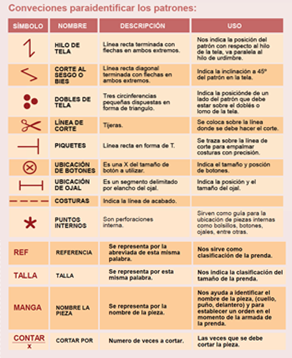 Conveciones paraidentificar los patrones:
SÍMBOLO NOMBRE DESCRIPCIÓN USO
HILO DE TELA
Línea recta terminada con flechas en ambos extremos.
Nos indica la posición del patrón con respecto al hilo de la tela, va paralela al hilo de urdimbre.
CORTE AL SESGO O BIES
Línea recta diagonal terminada con flechas en ambos extremos.
Indica la inclinación a 45º del patrón en la tela.
DOBLES DE TELA
Tres circunferencias pequeñas dispuestas en forma de triangulo.
Indica la posiciónde de un lado del patrón que debe estar sobre el dobles o lomo de la tela.
LÍNEA DE CORTE
Tijeras.
Se coloca sobre la línea donde se debe hacer el corte.
PIQUETES
Línea recta en forma de T.
Se traza sobre la línea de corte para empalmar costuras con precisión.
UBICACIÓN DE BOTONES
Es una X del tamaño de botón a utilizar.
Indica el tamaño y posción de botones.
UBICACIÓN DE OJAL
Es un segmento delimitado por elancho del ojal.
Indica la posición y el tamaño del ojal.
COSTURAS
Indica la línea de acabado.
PUNTOS INTERNOS
Son perforaciones interna.
Sirven como guía para la ubicación de piezas internas como bolsillos, botones, ojales, entre otras.
REF
REFERENCIA
Se representa por la abreviada de esta misma palabra.
Nos sirve como clasificación de la prenda.
TALLA
TALLA
Se representa por esta misma palabra.
Nos indica la clasificación del tamaño de la prenda.
MANGA
NOMBRE LA PIEZA
Se representa por la nombre de la pieza.
Nos ayuda a identificar el nombre de la pieza, (cuello, puño, delantero) y para establecer un orden en el momento de la armada de la prenda.
CONTAR X
CORTAR POR
Numero de veces a cortar.
Las veces que se debe cortar la pieza.